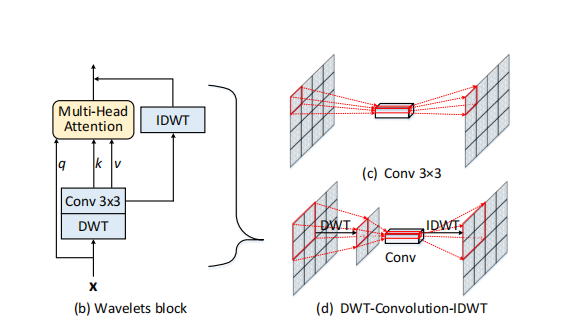 Multi-Head
Attention
IDWT
q
k
v
Conv 3x3
DWT
x
(b) Wavelets block
(c) Conv 3×3
DWT
IDWT
Conv
(d) DWT-Convolution-IDWT